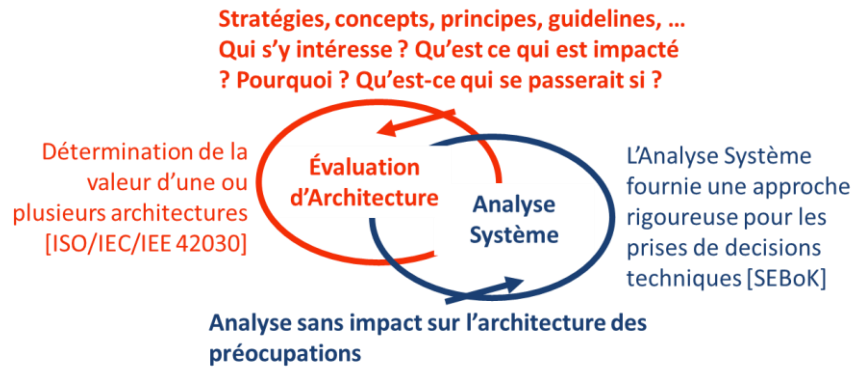 Stratégies, concepts, principes, guidelines, …
Qui s’y intéresse ? Qu’est ce qui est impacté
? Pourquoi ? Qu’est-ce qui se passerait si ?
Détermination de la
valeur d’une ou
plusieurs architectures
[ISO/IEC/IEE 42030]
Évaluation
d’Architecture
Analyse
Système
L’Analyse Système
fournie une approche
rigoureuse pour les
prises de decisions
techniques [SEBoK]
Analyse sans impact sur l’architecture des
préocupations